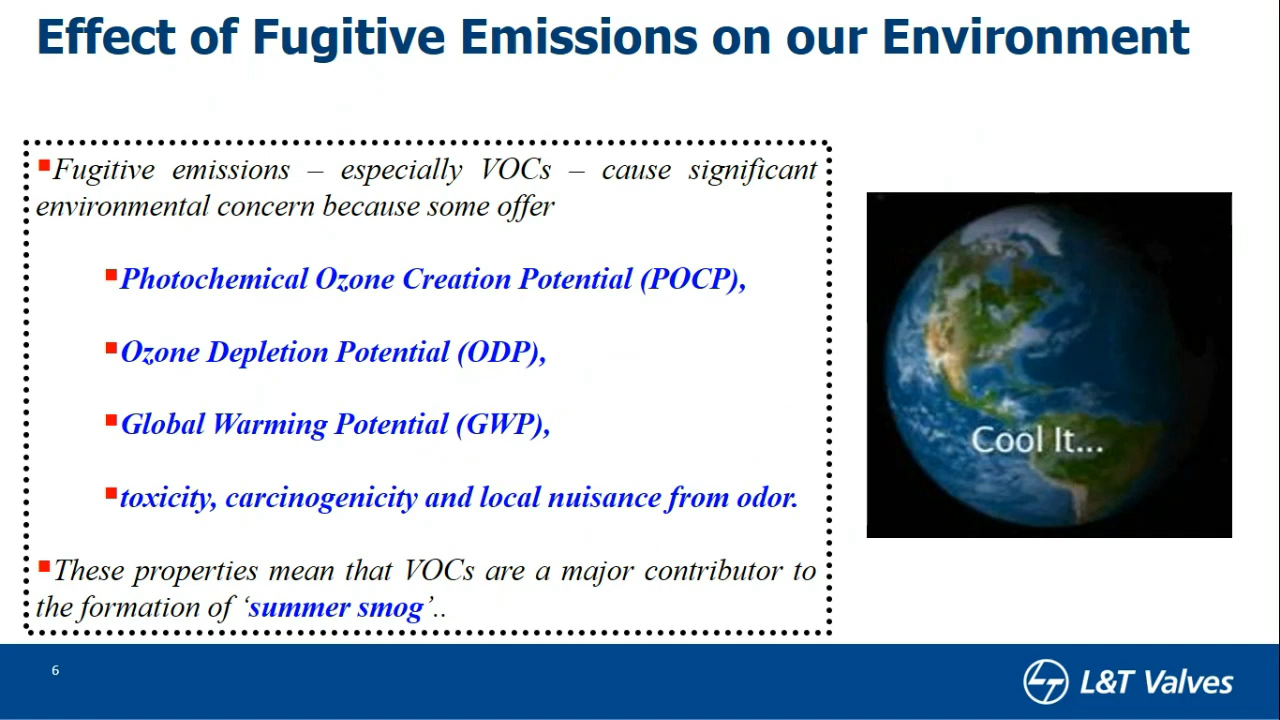 Effect of Fugitive Emissions on our Environment
▪Fugitive emissions – especially VOCs – cause significant
environmental concern because some offer
▪Photochemical Ozone Creation Potential (POCP),
▪Ozone Depletion Potential (ODP),
▪Global Warming Potential (GWP),
▪toxicity, carcinogenicity and local nuisance from odor.
▪These properties mean that VOCs are a major contributor to
the formation of ‘summer smog’..
Cool It...
6
L&T Valves